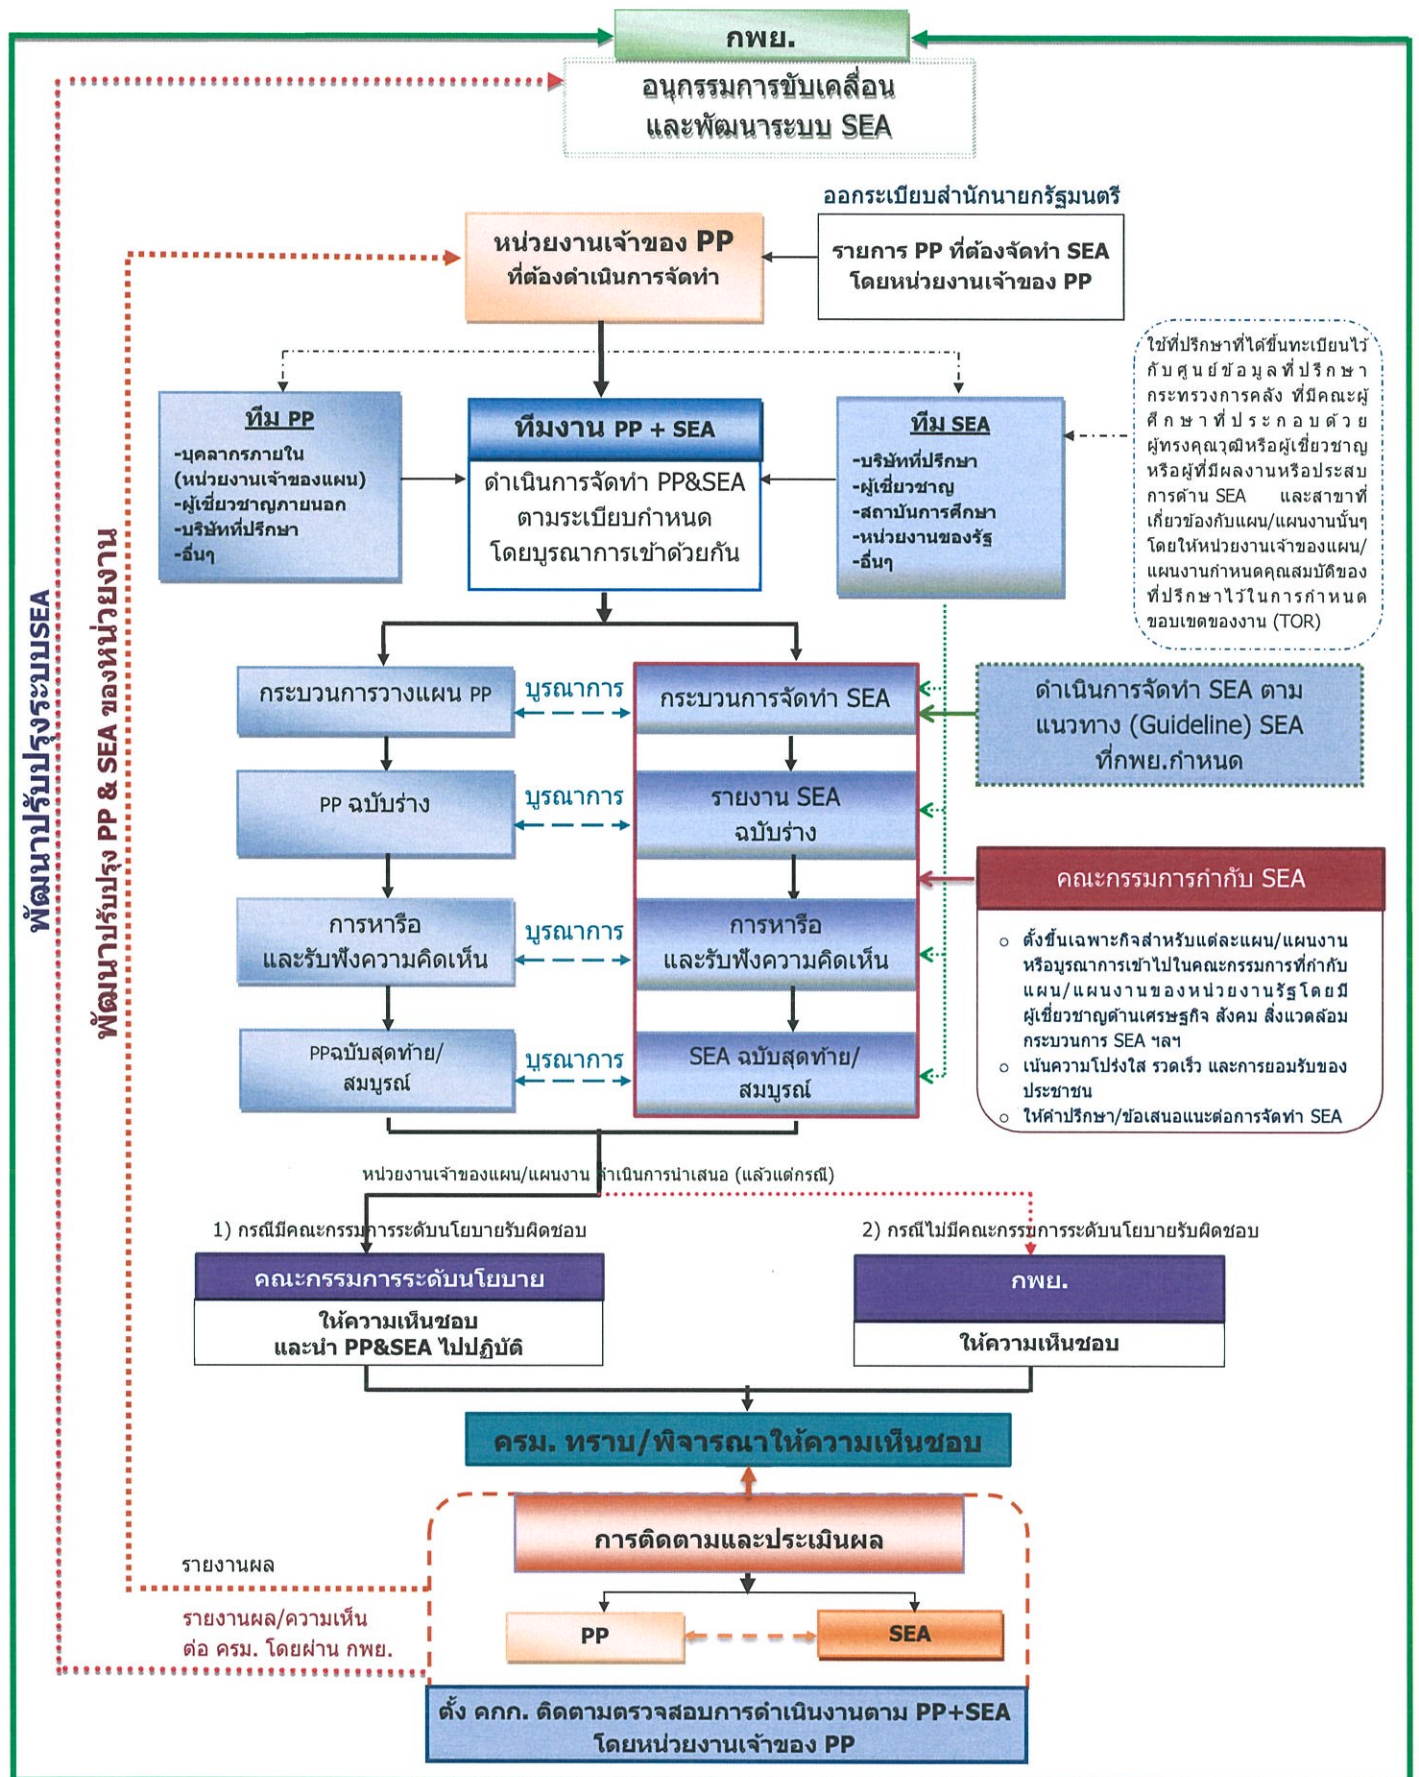 กพย.
อนุกรรมการขับเคลื่อน
และพัฒนาระบบ SEA
ออกระเบียบสำนักนายกรัฐมนตรี
หน่วยงานเจ้าของ PP
ที่ต้องดำเนินการจัดทำ
รายการ PP ที่ต้องจัดทำ SEA
โดยหน่วยงานเจ้าของ PP
ใช้ที่ปรึกษาที่ได้ขึ้นทะเบียนไว้
กับศูนย์ข้อมูลที่ปรึกษา
กระทรวงการคลัง ที่มีคณะผู้
ศึกษาที่ประกอบด้วย
ผู้ทรงคุณวุฒิหรือผู้เชี่ยวชาญ
หรือผู้ที่มีผลงานหรือประสบ
การด้าน SEA และสาขาที่
เกี่ยวข้องกับแผน/แผนงานนั้นๆ
โดยให้หน่วยงานเจ้าของแผน/
แผนงานกำหนดคุณสมบัติของ
ที่ปรึกษาไว้ในการกำหนด
ขอบเขตของงาน (TOR)
ทีม PP
-บุคลากรภายใน
(หน่วยงานเจ้าของแผน)
-ผู้เชี่ยวชาญภายนอก
-บริษัทที่ปรึกษา
-อื่นๆ
ทีมงาน PP + SEA
ดำเนินการจัดทำ PP&SEA
ตามระเบียบกำหนด
โดยบูรณาการเข้าด้วยกัน
ทีม SEA
-บริษัทที่ปรึกษา
-ผู้เชี่ยวชาญ
-สถาบันการศึกษา
-หน่วยงานของรัฐ
-อื่นๆ
พัฒนาปรับปรุงระบบSEA
พัฒนาปรับปรุง PP & SEA ของหน่วยงาน
กระบวนการวางแผน PP
บูรณาการ
กระบวนการจัดทำ SEA
ดำเนินการจัดทำ SEA ตาม
แนวทาง (Guideline) SEA
ที่กพย.กำหนด
PP ฉบับร่าง
บูรณาการ
รายงาน SEA
ฉบับร่าง
คณะกรรมการกำกับ SEA
o ตั้งขึ้นเฉพาะกิจสำหรับแต่ละแผน/แผนงาน
หรือบูรณาการเข้าไปในคณะกรรมการที่กำกับ
แผน/แผนงานของหน่วยงานรัฐโดยมี
ผู้เชี่ยวชาญด้านเศรษฐกิจ สังคม สิ่งแวดล้อม
กระบวนการ SEA ฯลฯ
o เน้นความโปร่งใส รวดเร็ว และการยอมรับของ
ประชาชน
o ให้คำปรึกษา/ข้อเสนอแนะต่อการจัดทำ SEA
การหารือ
และรับฟังความคิดเห็น
บูรณาการ
การหารือ
และรับฟังความคิดเห็น
PPฉบับสุดท้าย/
สมบูรณ์
บูรณาการ
SEA ฉบับสุดท้าย/
สมบูรณ์
หน่วยงานเจ้าของแผน/แผนงาน ดำเนินการนำเสนอ (แล้วแต่กรณี)
1) กรณีมีคณะกรรมการระดับนโยบายรับผิดชอบ
2) กรณีไม่มีคณะกรรมการระดับนโยบายรับผิดชอบ
คณะกรรมการระดับนโยบาย
ให้ความเห็นชอบ
และนำ PP&SEA ไปปฏิบัติ
กพย.
ให้ความเห็นชอบ
ครม. ทราบ/พิจารณาให้ความเห็นชอบ
การติดตามและประเมินผล
รายงานผล
รายงานผล/ความเห็น
ต่อ ครม. โดยผ่าน กพย.
PP
SEA
ตั้ง คกก. ติดตามตรวจสอบการดำเนินงานตาม PP+SEA
โดยหน่วยงานเจ้าของ PP